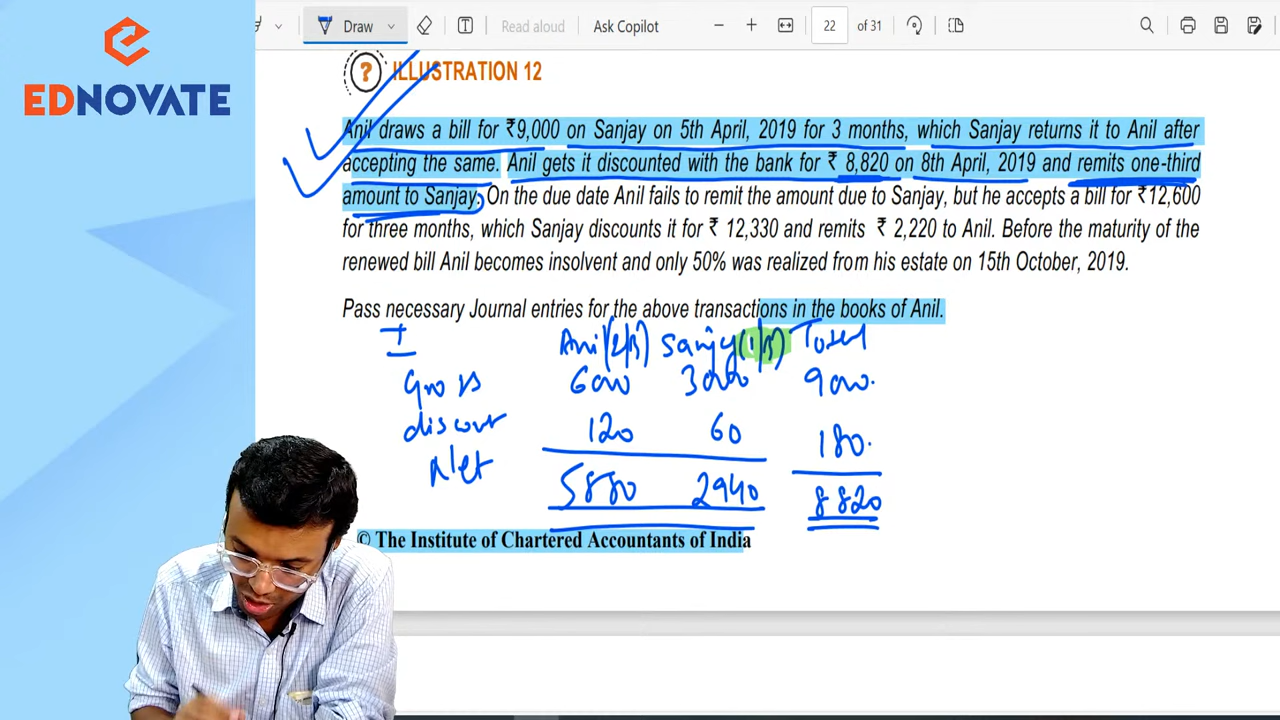 Draw
Read aloud
Ask Copilot
22 of 31
EDNOVATE
? ILLUSTRATION 12
Anil draws a bill for ₹9,000 on Sanjay on 5th April, 2019 for 3 months, which Sanjay returns it to Anil after
accepting the same. Anil gets it discounted with the bank for ₹ 8,820 on 8th April, 2019 and remits one-third
amount to Sanjay. On the due date Anil fails to remit the amount due to Sanjay, but he accepts a bill for ₹12,600
for three months, which Sanjay discounts it for ₹ 12,330 and remits ₹ 2,220 to Anil. Before the maturity of the
renewed bill Anil becomes insolvent and only 50% was realized from his estate on 15th October, 2019.
Pass necessary Journal entries for the above transactions in the books of Anil.
I Anil(2/3) Sanjay(1/3) Total
Gross 6000 3000 9000.
discount 120 60 180.
Net 5880 2940 8820
© The Institute of Chartered Accountants of India